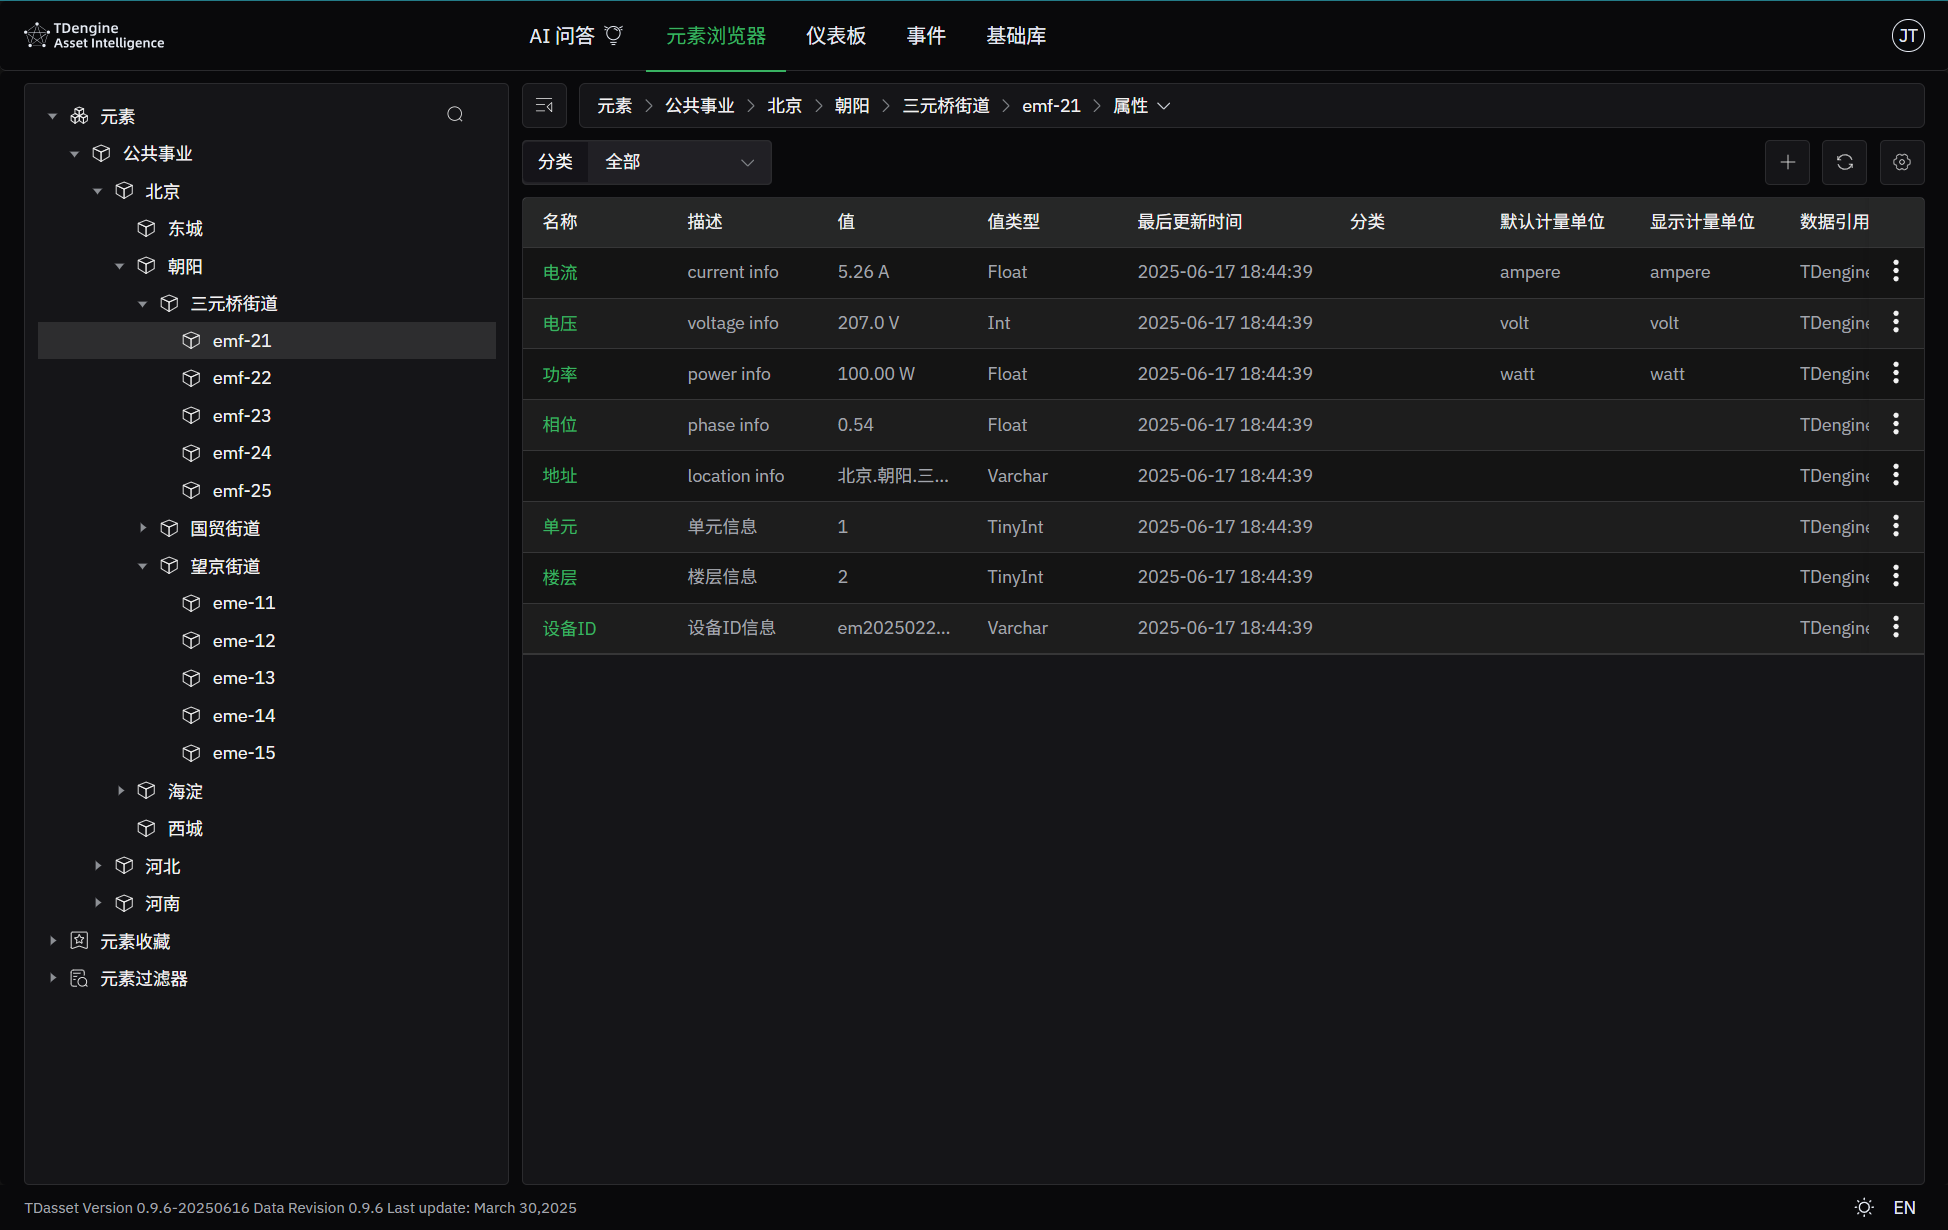 TDengine
Asset Intelligence
AI 问答
元素浏览器
仪表板
事件
基础库
JT
元素
公共事业
北京
东城
朝阳
三元桥街道
emf-21
emf-22
emf-23
emf-24
emf-25
国贸街道
望京街道
eme-11
eme-12
eme-13
eme-14
eme-15
海淀
西城
河北
河南
元素收藏
元素过滤器
元素 公共事业 北京 朝阳 三元桥街道 emf-21 属性
分类 全部
名称 描述 值 值类型 最后更新时间 分类 默认计量单位 显示计量单位 数据引用
电流 current info 5.26 A Float 2025-06-17 18:44:39 ampere ampere TDengine
电压 voltage info 207.0 V Int 2025-06-17 18:44:39 volt volt TDengine
功率 power info 100.00 W Float 2025-06-17 18:44:39 watt watt TDengine
相位 phase info 0.54 Float 2025-06-17 18:44:39 TDengine
地址 location info 北京.朝阳.三... Varchar 2025-06-17 18:44:39 TDengine
单元 单元信息 1 TinyInt 2025-06-17 18:44:39 TDengine
楼层 楼层信息 2 TinyInt 2025-06-17 18:44:39 TDengine
设备ID 设备ID信息 em2025022... Varchar 2025-06-17 18:44:39 TDengine
TDasset Version 0.9.6-20250616 Data Revision 0.9.6 Last update: March 30,2025
EN